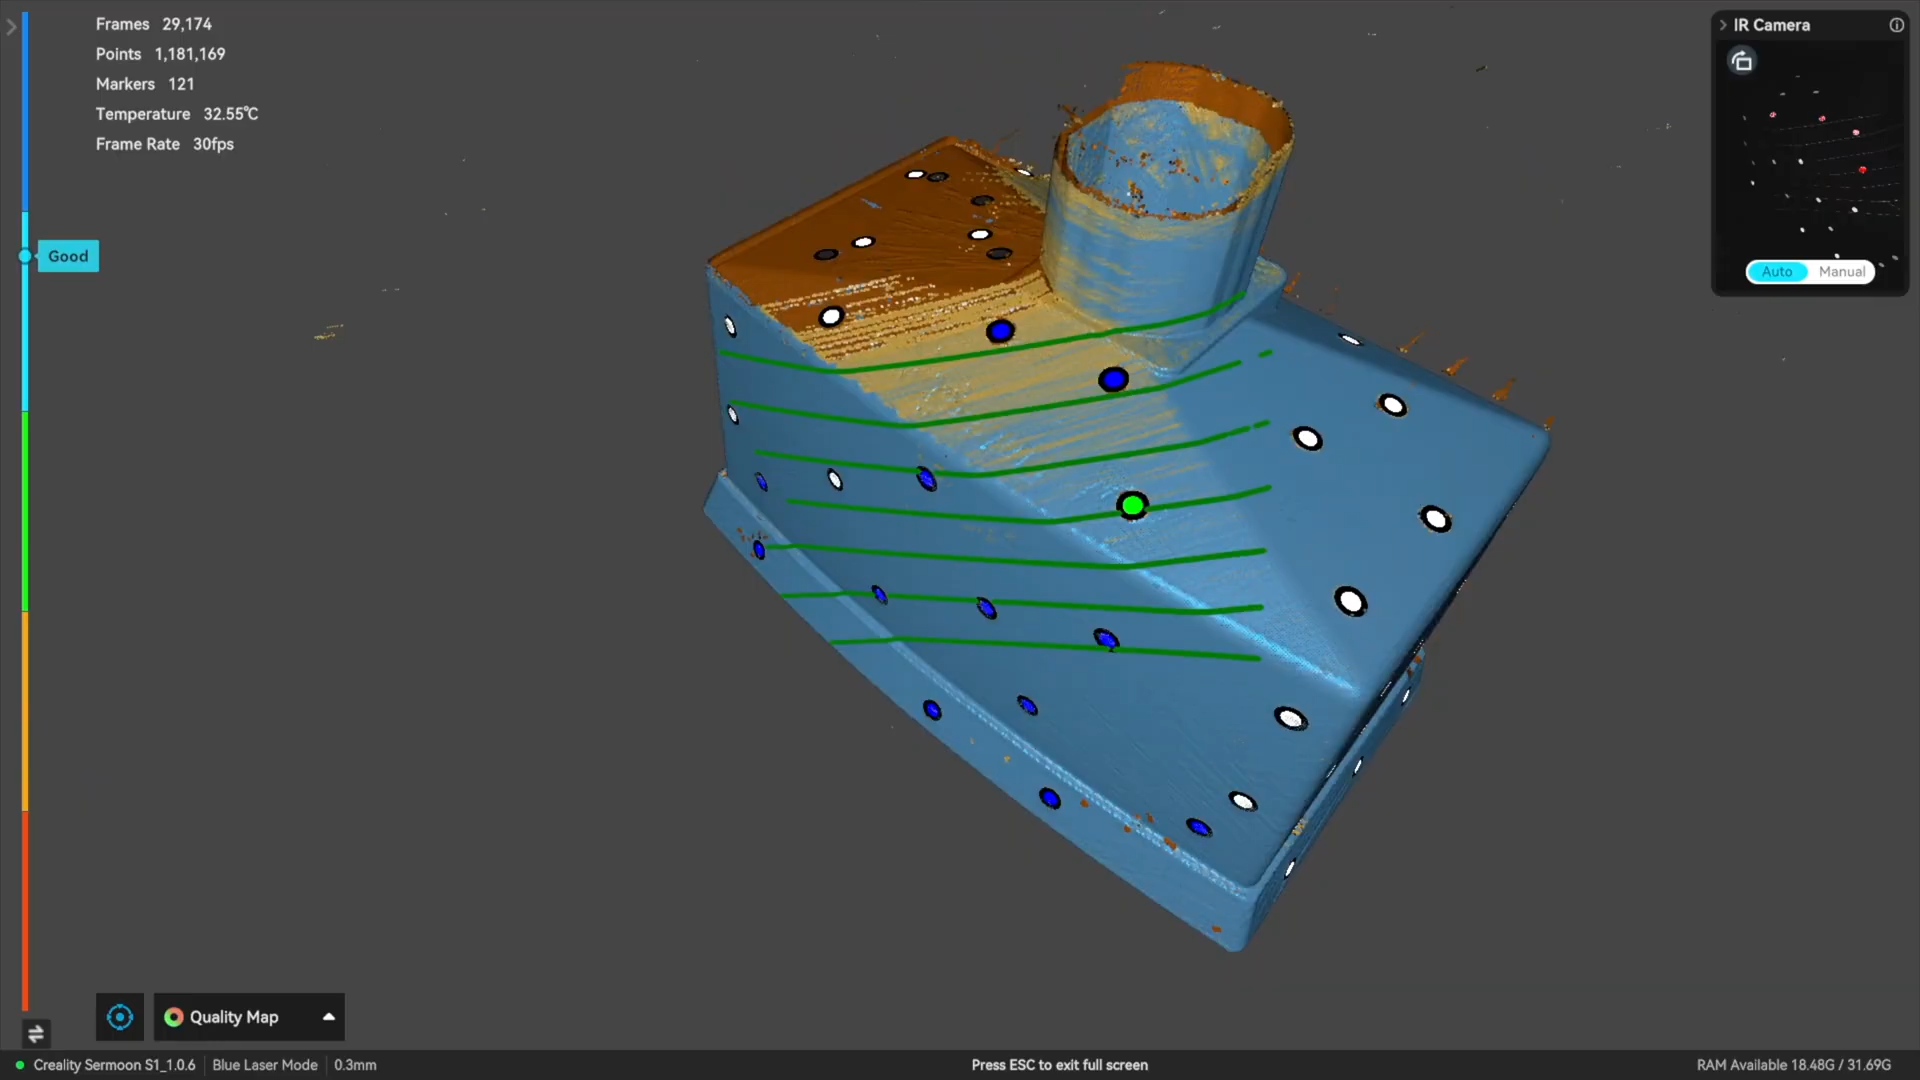 Frames 29,174
Points 1,181,169
Markers 121
Temperature 32.55℃
Frame Rate 30fps
Good
IR Camera
Auto Manual
Quality Map
Creality Sermoon S1_1.0.6 Blue Laser Mode 0.3mm
Press ESC to exit full screen
RAM Available 18.48G / 31.69G